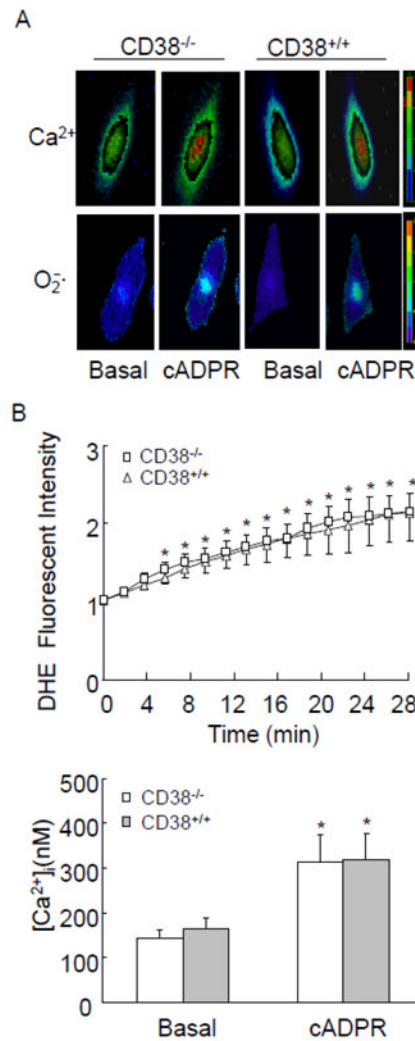 A
CD38-/- CD38+/+
Ca2+
O2-·
Basal cADPR Basal cADPR
B
DHE Fluorescent Intensity
3
2
1
0
CD38-/-
CD38+/+
* * * * * * * * * * * * * *
0 4 8 12 16 20 24 28
Time (min)
[Ca2+]i(nM)
500
400
300
200
100
0
CD38-/-
CD38+/+
* *
Basal cADPR